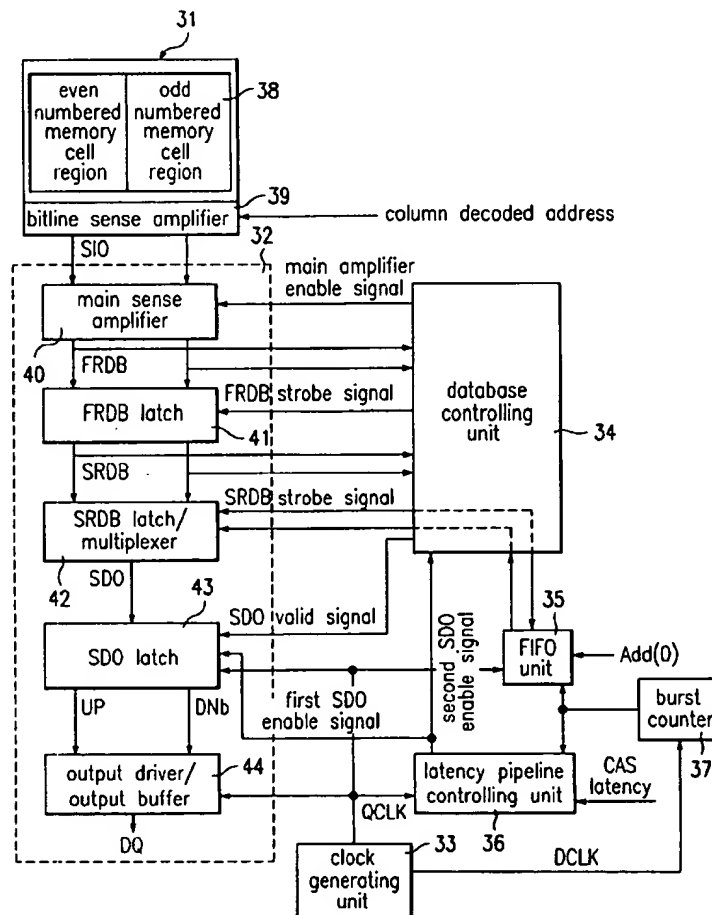 31
even
numbered
memory
cell
region
odd
numbered
memory
cell
region
38
39
bitline sense amplifier
column decoded address
SIO
32
main amplifier
enable signal
main sense
amplifier
40
FRDB
FRDB strobe signal
database
controlling
unit
34
FRDB latch
41
SRDB
SRDB strobe signal
SRDB latch/
multiplexer
42
SDO
43
SDO valid signal
SDO latch
35
FIFO
unit
Add(0)
second SDO
enable signal
first SDO
enable signal
UP
DNb
burst
counter
37
output driver/
output buffer
44
latency pipeline
controlling unit
36
CAS
latency
QCLK
DQ
33
clock
generating
unit
DCLK